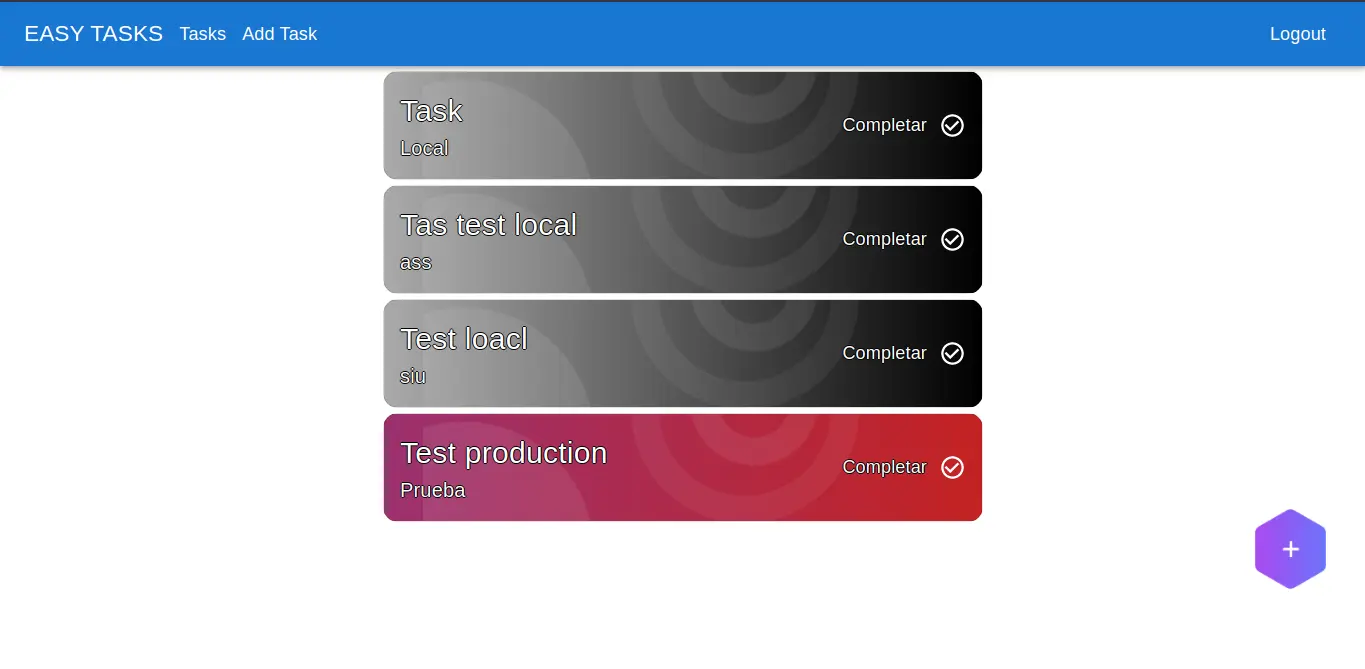 EASY TASKS Tasks Add Task Logout
Task
Local
Completar
Tas test local
ass
Completar
Test loacl
siu
Completar
Test production
Prueba
Completar
+